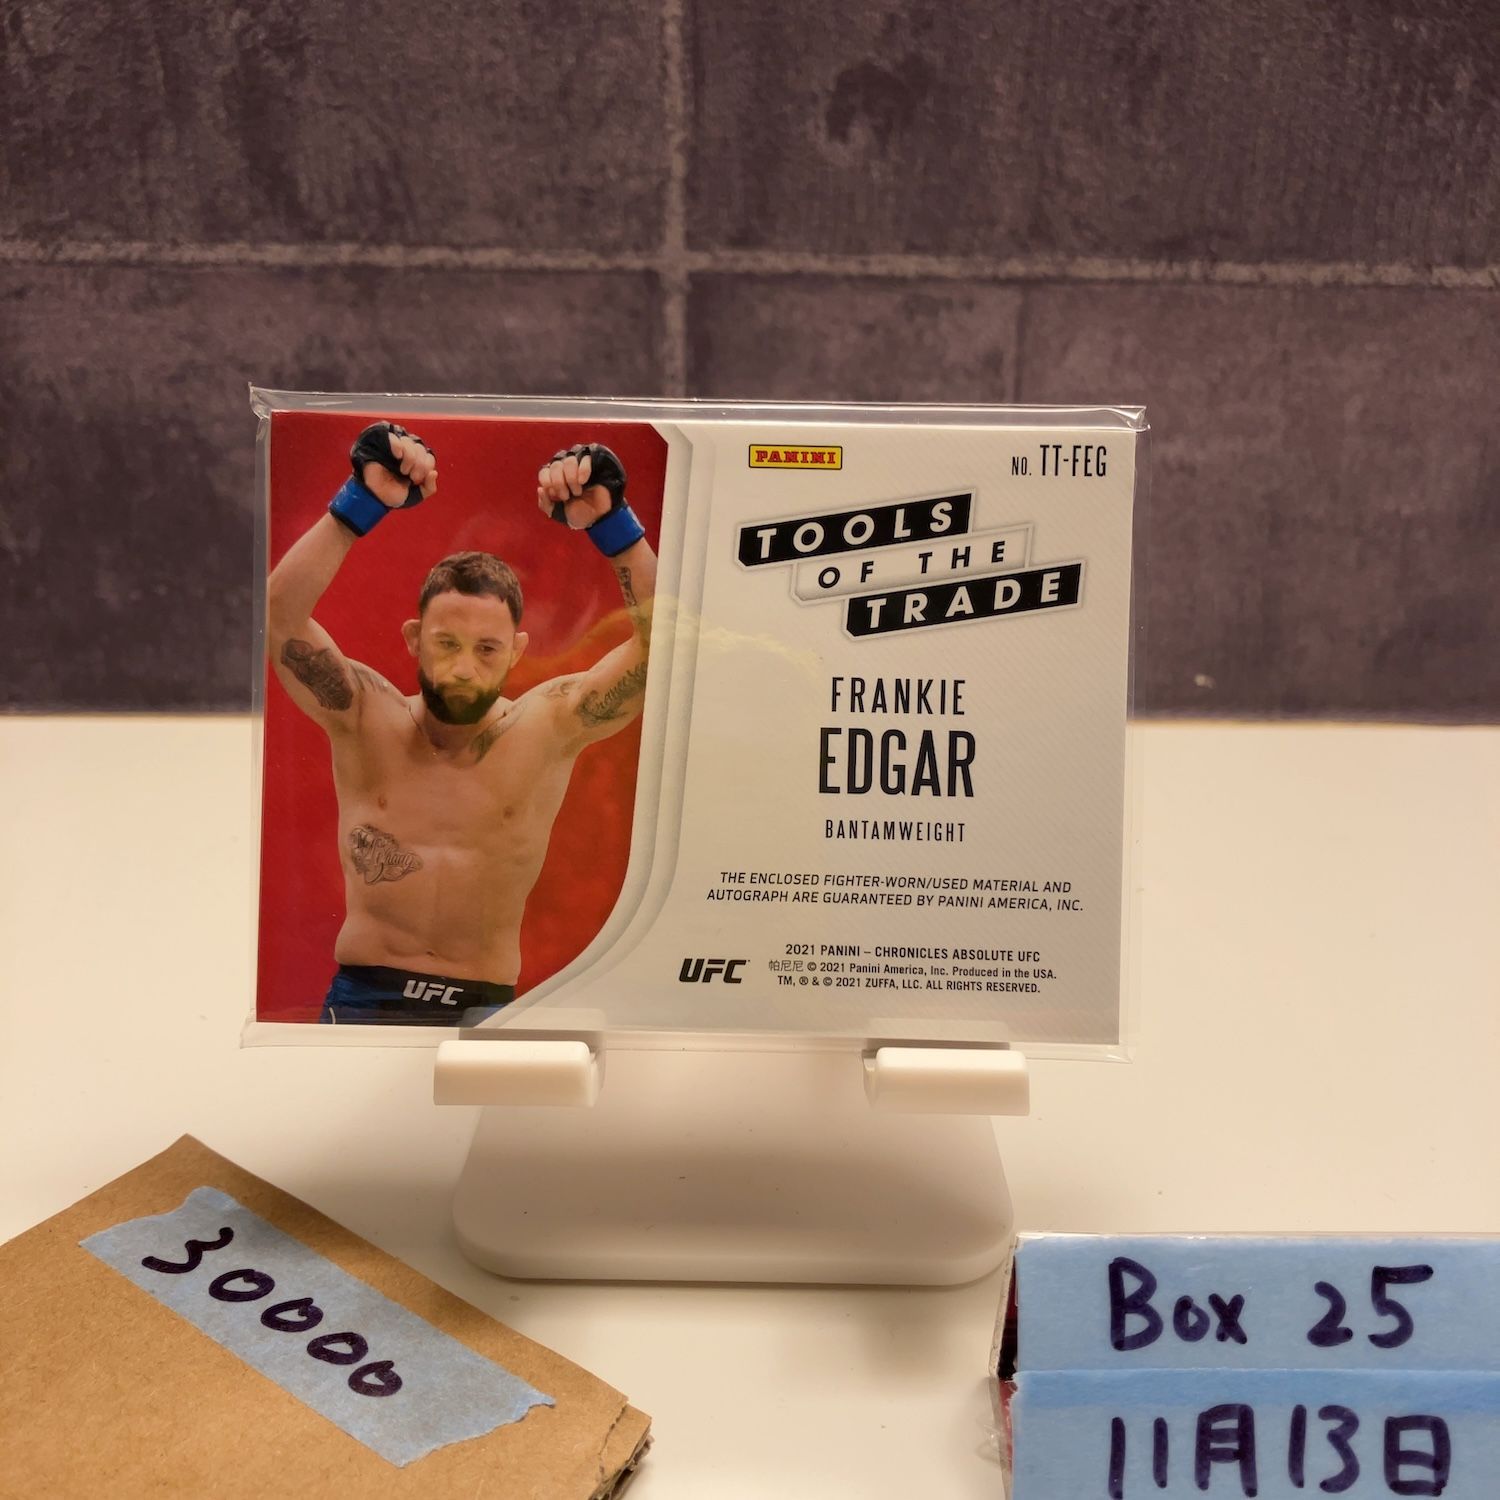 PANINI
NO. TT-FEG
TOOLS
OF THE
TRADE
FRANKIE
EDGAR
BANTAMWEIGHT
THE ENCLOSED FIGHTER-WORN/USED MATERIAL AND
AUTOGRAPH ARE GUARANTEED BY PANINI AMERICA, INC.
2021 PANINI – CHRONICLES ABSOLUTE UFC
帕尼尼 © 2021 Panini America, Inc. Produced in the USA.
TM, ® & © 2021 ZUFFA, LLC. ALL RIGHTS RESERVED.
UFC
UFC
30000
Box 25
11月13日